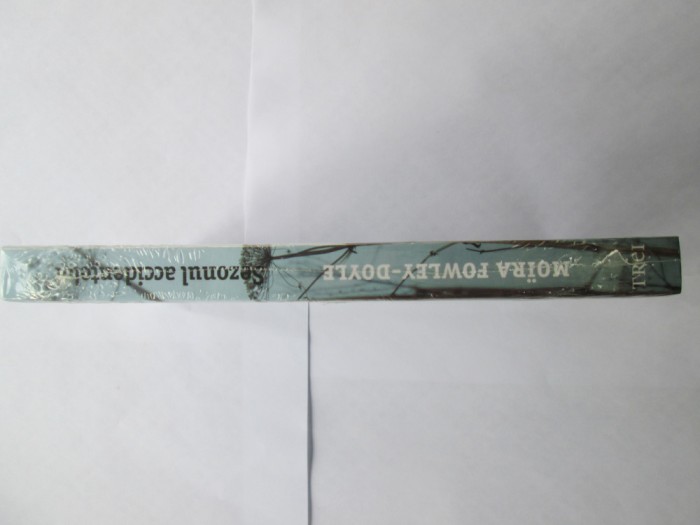 TREI
MOÏRA FOWLEY-DOYLE
Sezonul accidentelor